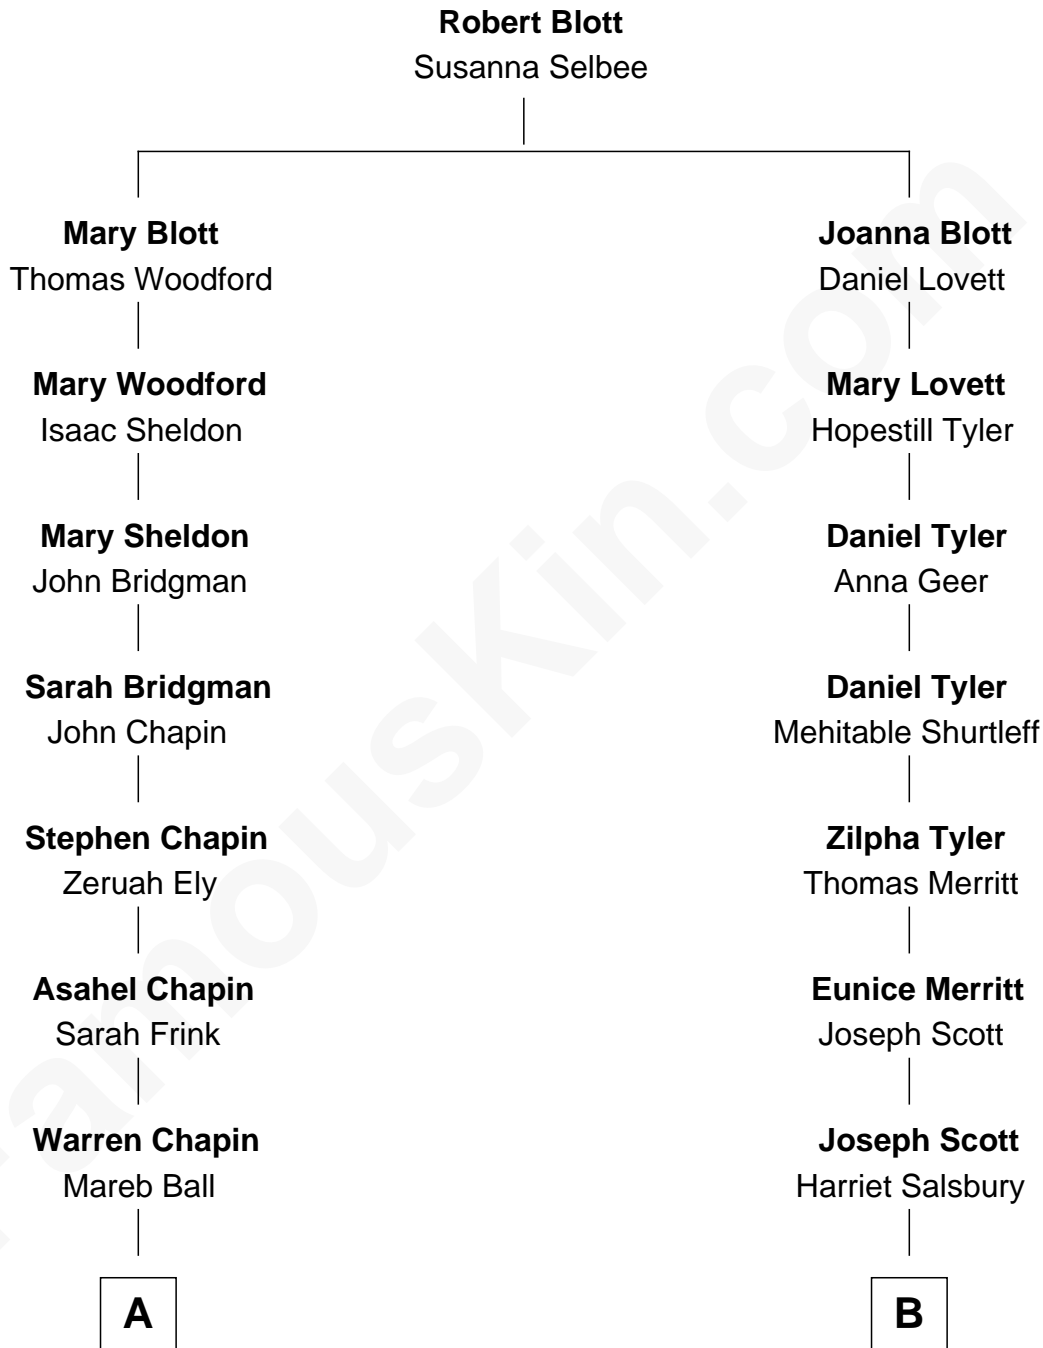 Robert Blott
Susanna Selbee
Mary Blott
Thomas Woodford
Mary Woodford
Isaac Sheldon
Mary Sheldon
John Bridgman
Sarah Bridgman
John Chapin
Stephen Chapin
Zeruah Ely
Asahel Chapin
Sarah Frink
Warren Chapin
Mareb Ball
A
Joanna Blott
Daniel Lovett
Mary Lovett
Hopestill Tyler
Daniel Tyler
Anna Geer
Daniel Tyler
Mehitable Shurtleff
Zilpha Tyler
Thomas Merritt
Eunice Merritt
Joseph Scott
Joseph Scott
Harriet Salsbury
B
FamousKin.com